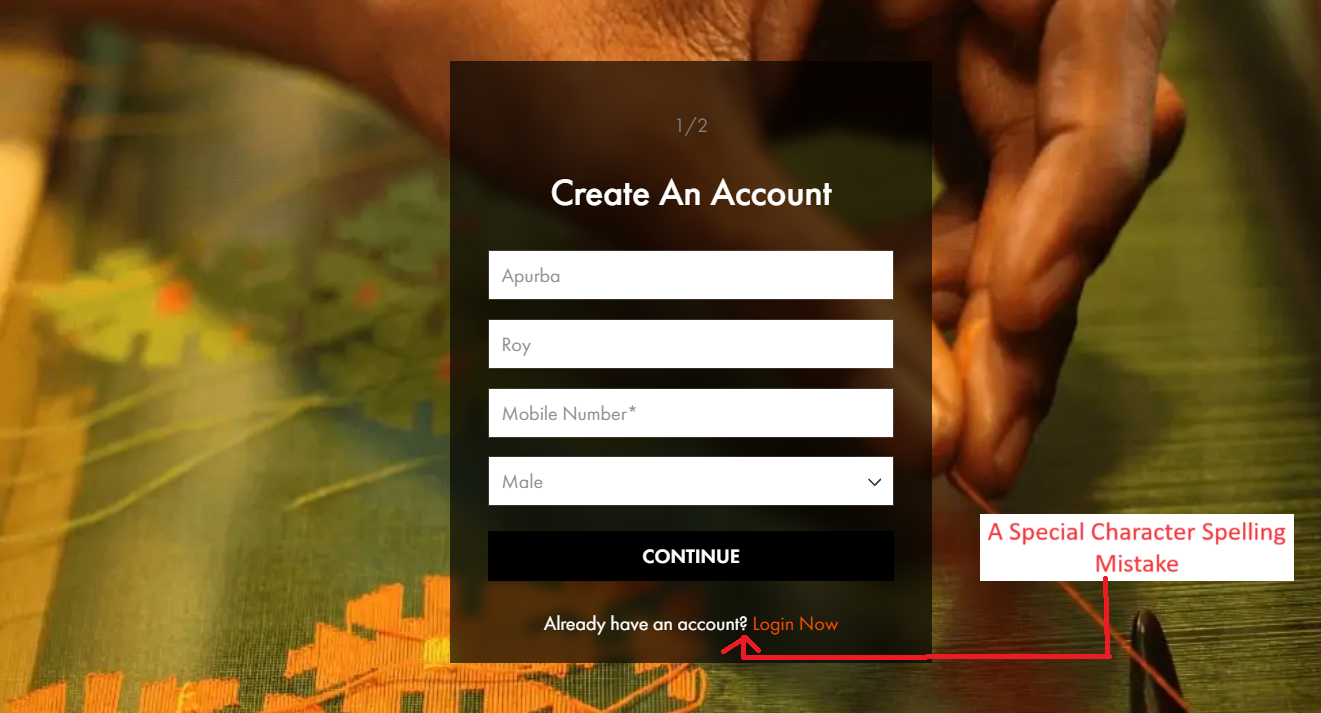 1/2
Create An Account
Apurba
Roy
Mobile Number*
Male
CONTINUE
Already have an account? Login Now
A Special Character Spelling
Mistake